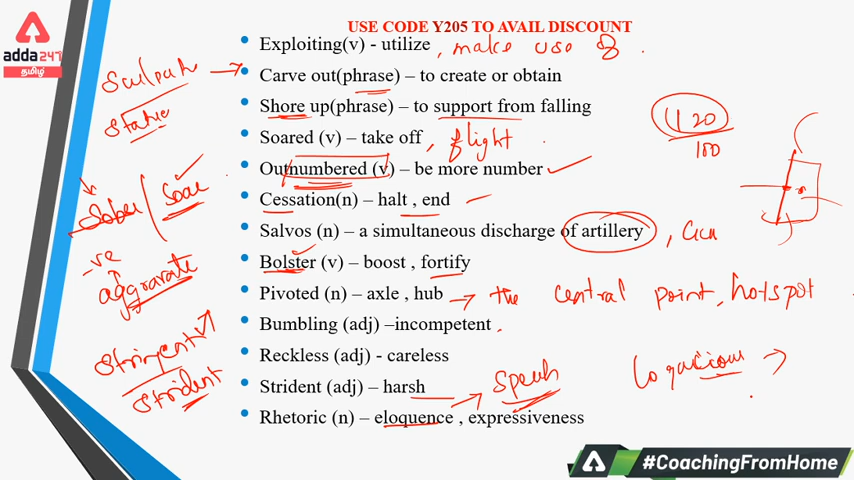 USE CODE Y205 TO AVAIL DISCOUNT
adda247
தமிழ்
• Exploiting(v) - utilize , make use of
• Carve out(phrase) – to create or obtain
• Shore up(phrase) – to support from falling
• Soared (v) – take off , flight
• Outnumbered (v) – be more number
• Cessation(n) – halt , end
• Salvos (n) – a simultaneous discharge of artillery ,
• Bolster (v) – boost , fortify
• Pivoted (n) – axle , hub → the central point, hotspot
• Bumbling (adj) –incompetent
• Reckless (adj) - careless
• Strident (adj) – harsh
• Rhetoric (n) – eloquence , expressiveness
Statue
Sober / Soar
-ve
aggravate
Stringent
Strident
120
100
Speech
loquacious
#CoachingFromHome